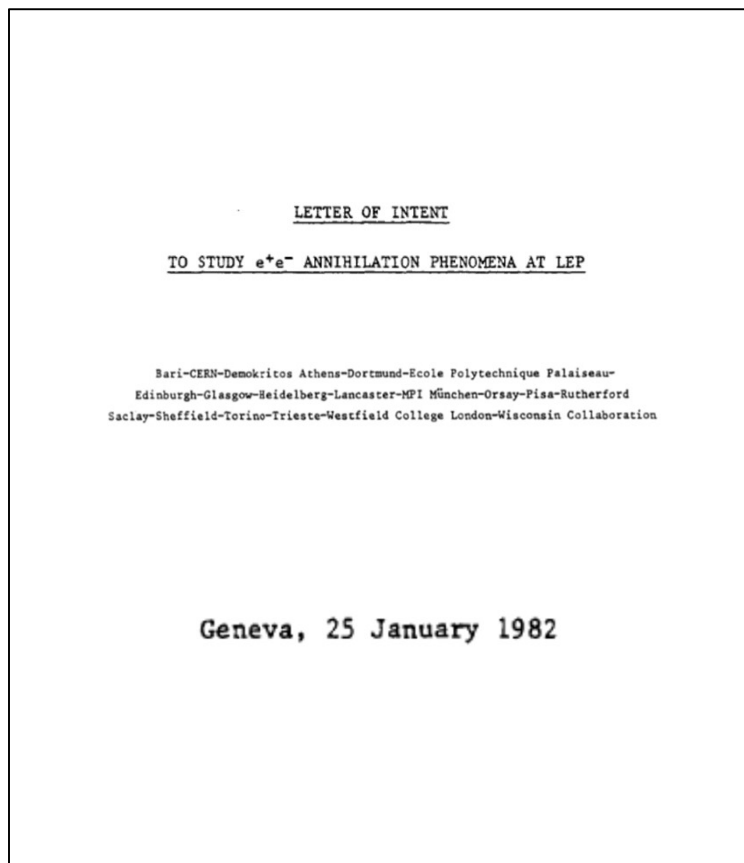 LETTER OF INTENT
TO STUDY e⁺e⁻ ANNIHILATION PHENOMENA AT LEP
Bari-CERN-Demokritos Athens-Dortmund-Ecole Polytechnique Palaiseau-
Edinburgh-Glasgow-Heidelberg-Lancaster-MPI München-Orsay-Pisa-Rutherford
Saclay-Sheffield-Torino-Trieste-Westfield College London-Wisconsin Collaboration
Geneva, 25 January 1982